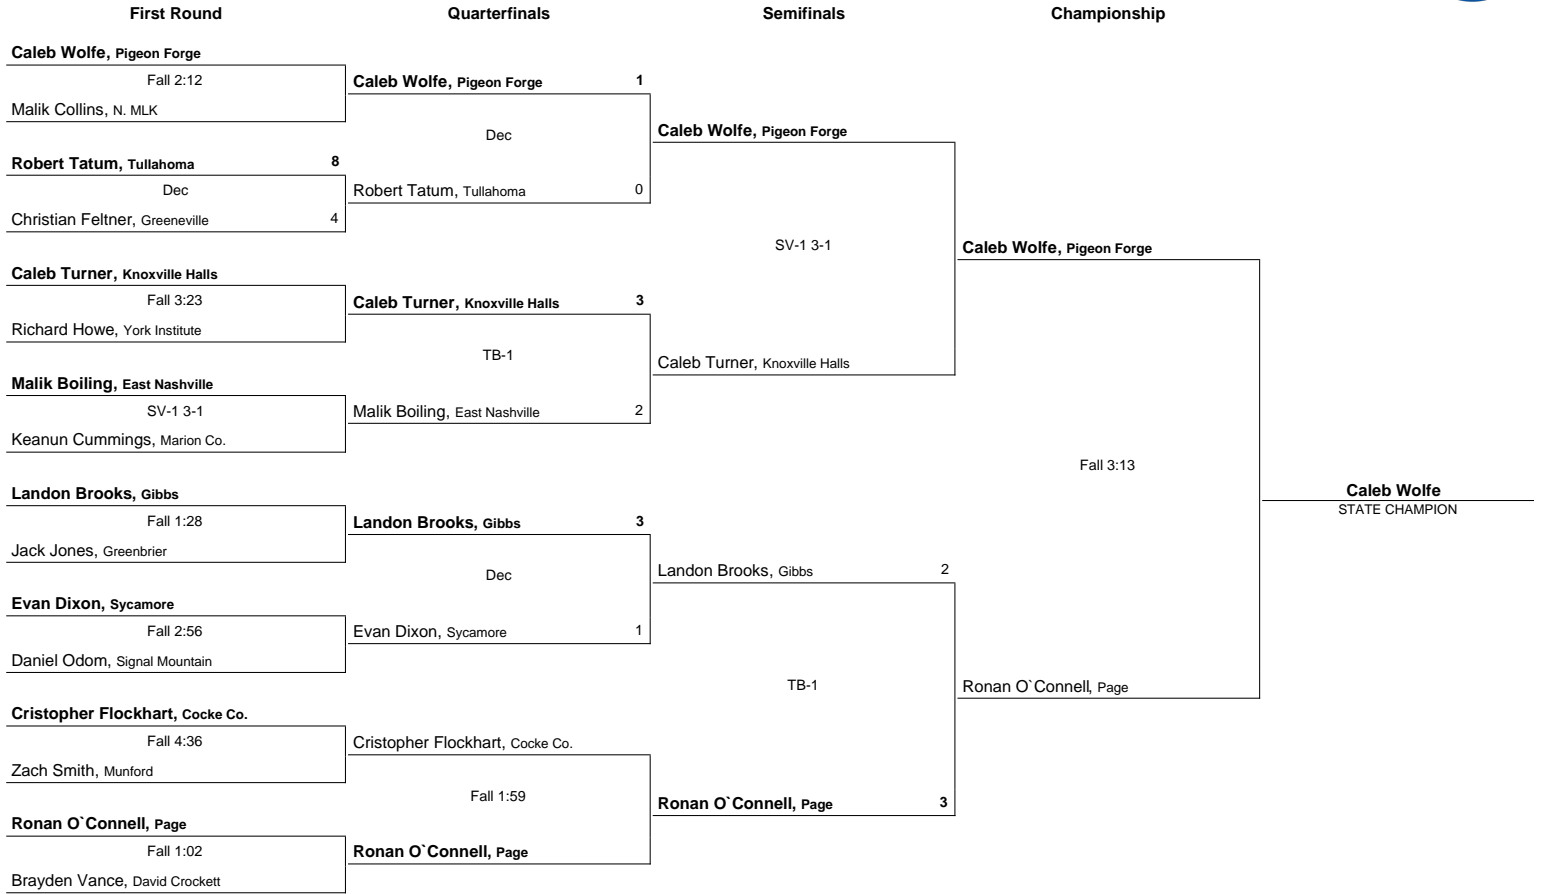 First Round Quarterfinals Semifinals Championship
Caleb Wolfe, Pigeon Forge
Fall 2:12
Malik Collins, N. MLK
Robert Tatum, Tullahoma 8
Dec
Christian Feltner, Greeneville 4
Caleb Turner, Knoxville Halls
Fall 3:23
Richard Howe, York Institute
Malik Boiling, East Nashville
SV-1 3-1
Keanun Cummings, Marion Co.
Landon Brooks, Gibbs
Fall 1:28
Jack Jones, Greenbrier
Evan Dixon, Sycamore
Fall 2:56
Daniel Odom, Signal Mountain
Cristopher Flockhart, Cocke Co.
Fall 4:36
Zach Smith, Munford
Ronan O`Connell, Page
Fall 1:02
Brayden Vance, David Crockett
Caleb Wolfe, Pigeon Forge 1
Dec
Robert Tatum, Tullahoma 0
Caleb Turner, Knoxville Halls 3
TB-1
Malik Boiling, East Nashville 2
Landon Brooks, Gibbs 3
Dec
Evan Dixon, Sycamore 1
Cristopher Flockhart, Cocke Co.
Fall 1:59
Ronan O`Connell, Page
Caleb Wolfe, Pigeon Forge
SV-1 3-1
Caleb Turner, Knoxville Halls
Landon Brooks, Gibbs 2
TB-1
Ronan O`Connell, Page 3
Caleb Wolfe, Pigeon Forge
Fall 3:13
Ronan O`Connell, Page
Caleb Wolfe
STATE CHAMPION